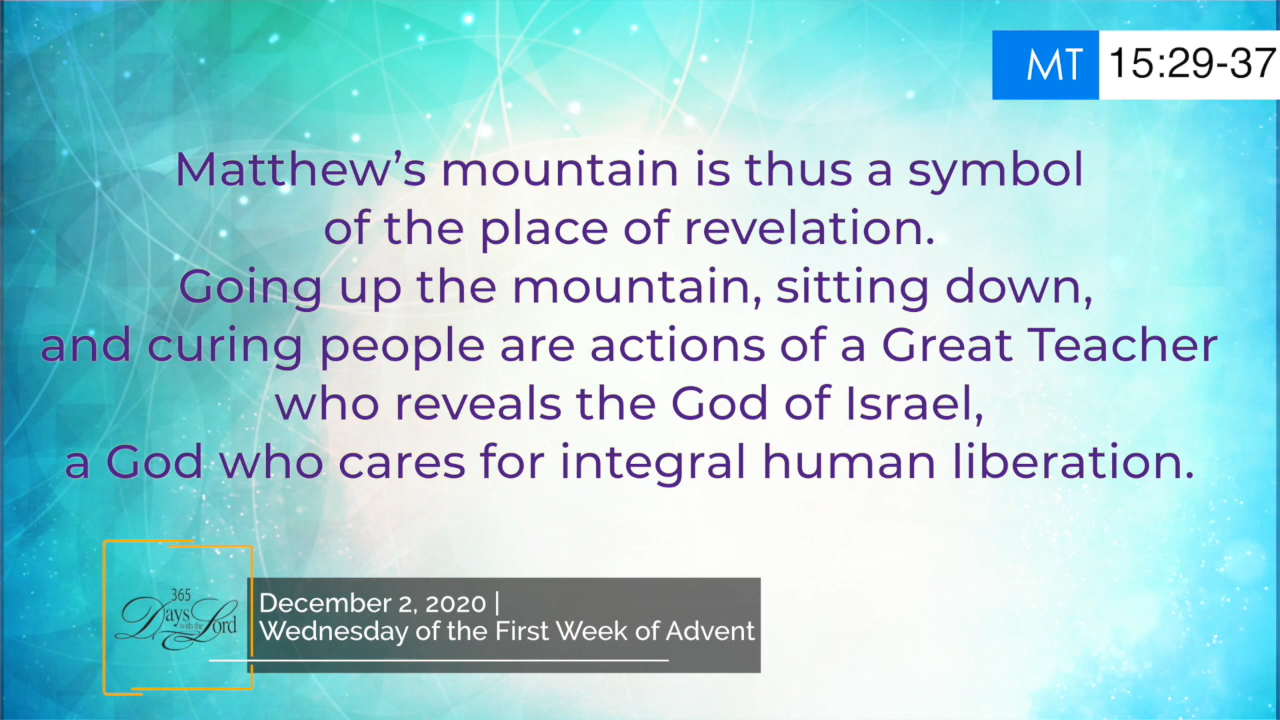 MT 15:29-37
Matthew’s mountain is thus a symbol
of the place of revelation.
Going up the mountain, sitting down,
and curing people are actions of a Great Teacher
who reveals the God of Israel,
a God who cares for integral human liberation.
365
Days with the Lord
December 2, 2020 |
Wednesday of the First Week of Advent